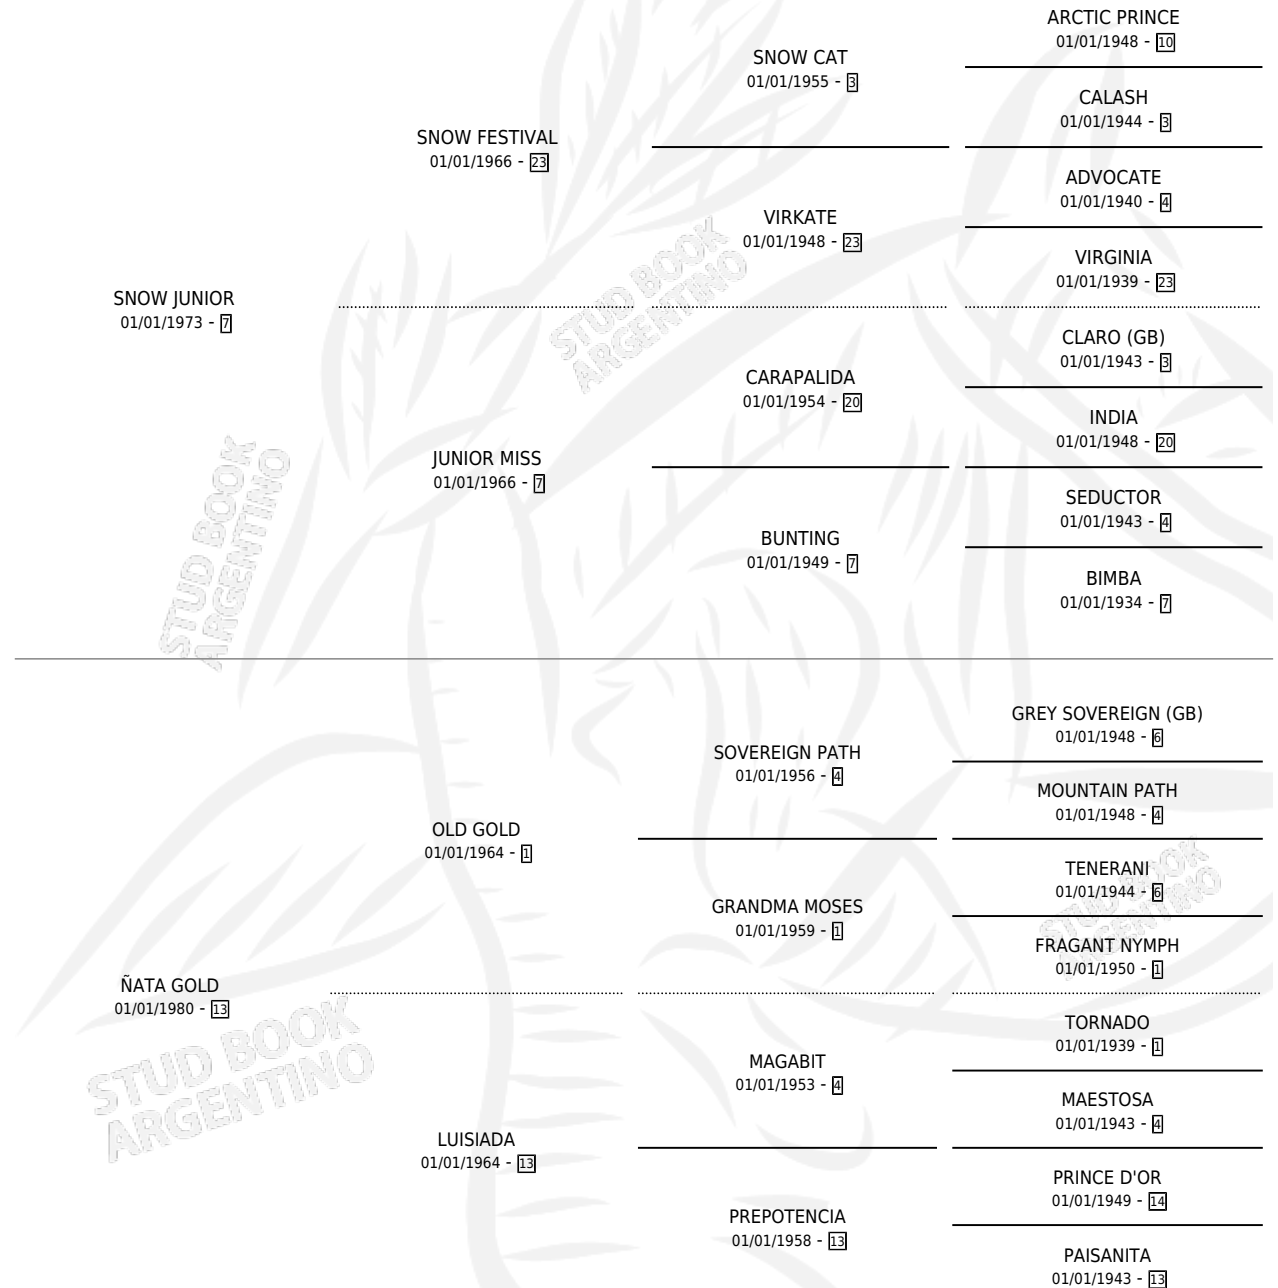 ARCTIC PRINCE
01/01/1948 - 10
SNOW CAT
01/01/1955 - 3
CALASH
01/01/1944 - 3
SNOW FESTIVAL
01/01/1966 - 23
ADVOCATE
01/01/1940 - 4
VIRKATE
01/01/1948 - 23
VIRGINIA
01/01/1939 - 23
SNOW JUNIOR
01/01/1973 - 7
CLARO (GB)
01/01/1943 - 3
CARAPALIDA
01/01/1954 - 20
INDIA
01/01/1948 - 20
JUNIOR MISS
01/01/1966 - 7
SEDUCTOR
01/01/1943 - 4
BUNTING
01/01/1949 - 7
BIMBA
01/01/1934 - 7
GREY SOVEREIGN (GB)
01/01/1948 - 6
SOVEREIGN PATH
01/01/1956 - 4
MOUNTAIN PATH
01/01/1948 - 4
OLD GOLD
01/01/1964 - 1
TENERANI
01/01/1944 - 6
GRANDMA MOSES
01/01/1959 - 1
FRAGANT NYMPH
01/01/1950 - 1
ÑATA GOLD
01/01/1980 - 13
TORNADO
01/01/1939 - 1
MAGABIT
01/01/1953 - 4
MAESTOSA
01/01/1943 - 4
LUISIADA
01/01/1964 - 13
PRINCE D'OR
01/01/1949 - 14
PREPOTENCIA
01/01/1958 - 13
PAISANITA
01/01/1943 - 13
STUD BOOK
ARGENTINO
STUD BOOK
ARGENTINO
STUD BOOK
ARGENTINO
STUD BOOK
ARGENTINO